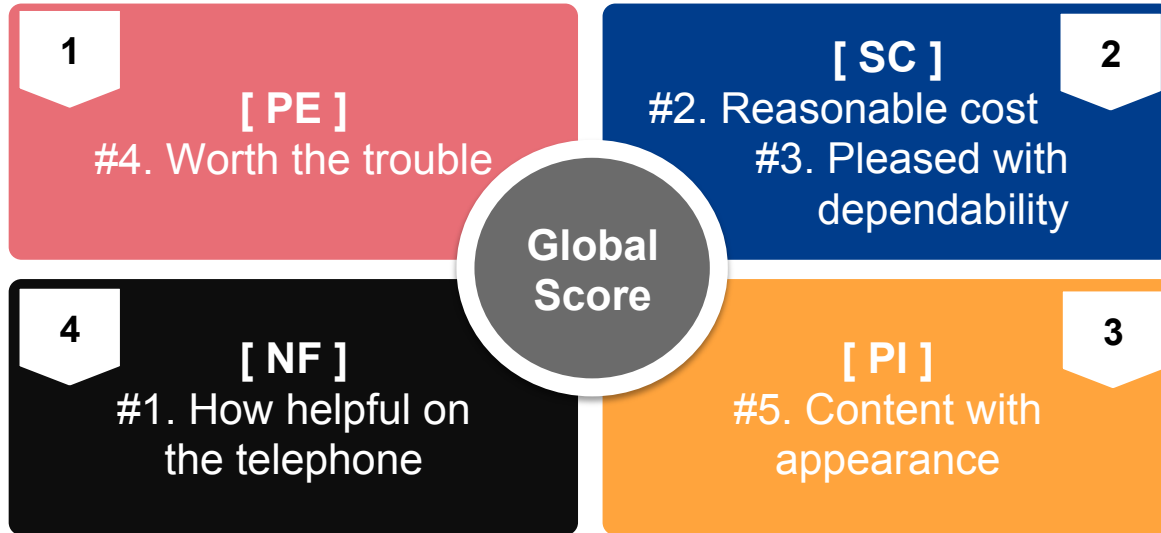 1
[ PE ]
#4. Worth the trouble
2
[ SC ]
#2. Reasonable cost
#3. Pleased with
dependability
Global
Score
4
[ NF ]
#1. How helpful on
the telephone
3
[ PI ]
#5. Content with
appearance